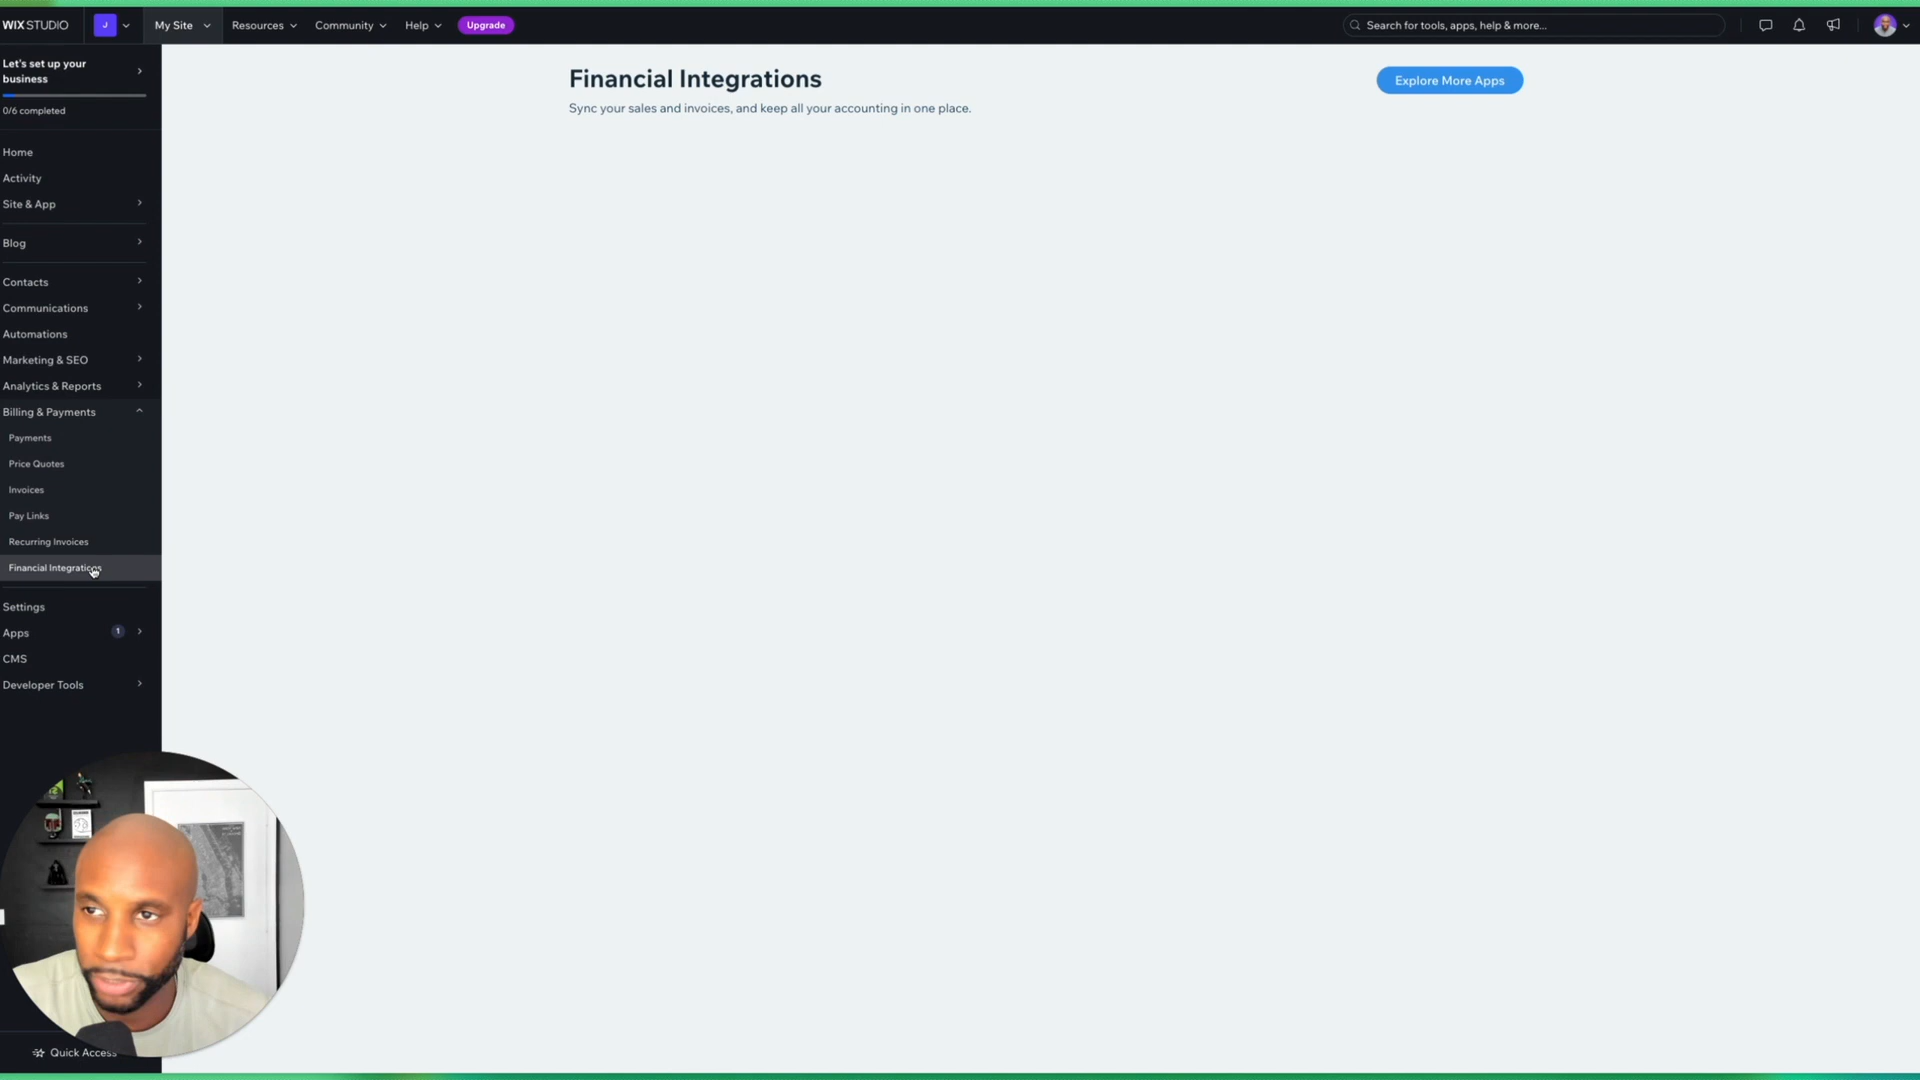 WIX STUDIO
J
My Site
Resources
Community
Help
Upgrade
Search for tools, apps, help & more...
Let's set up your
business
0/6 completed
Home
Activity
Site & App
Blog
Contacts
Communications
Automations
Marketing & SEO
Analytics & Reports
Billing & Payments
Payments
Price Quotes
Invoices
Pay Links
Recurring Invoices
Financial Integrations
Settings
Apps
1
CMS
Developer Tools
Quick Access
Financial Integrations
Sync your sales and invoices, and keep all your accounting in one place.
Explore More Apps